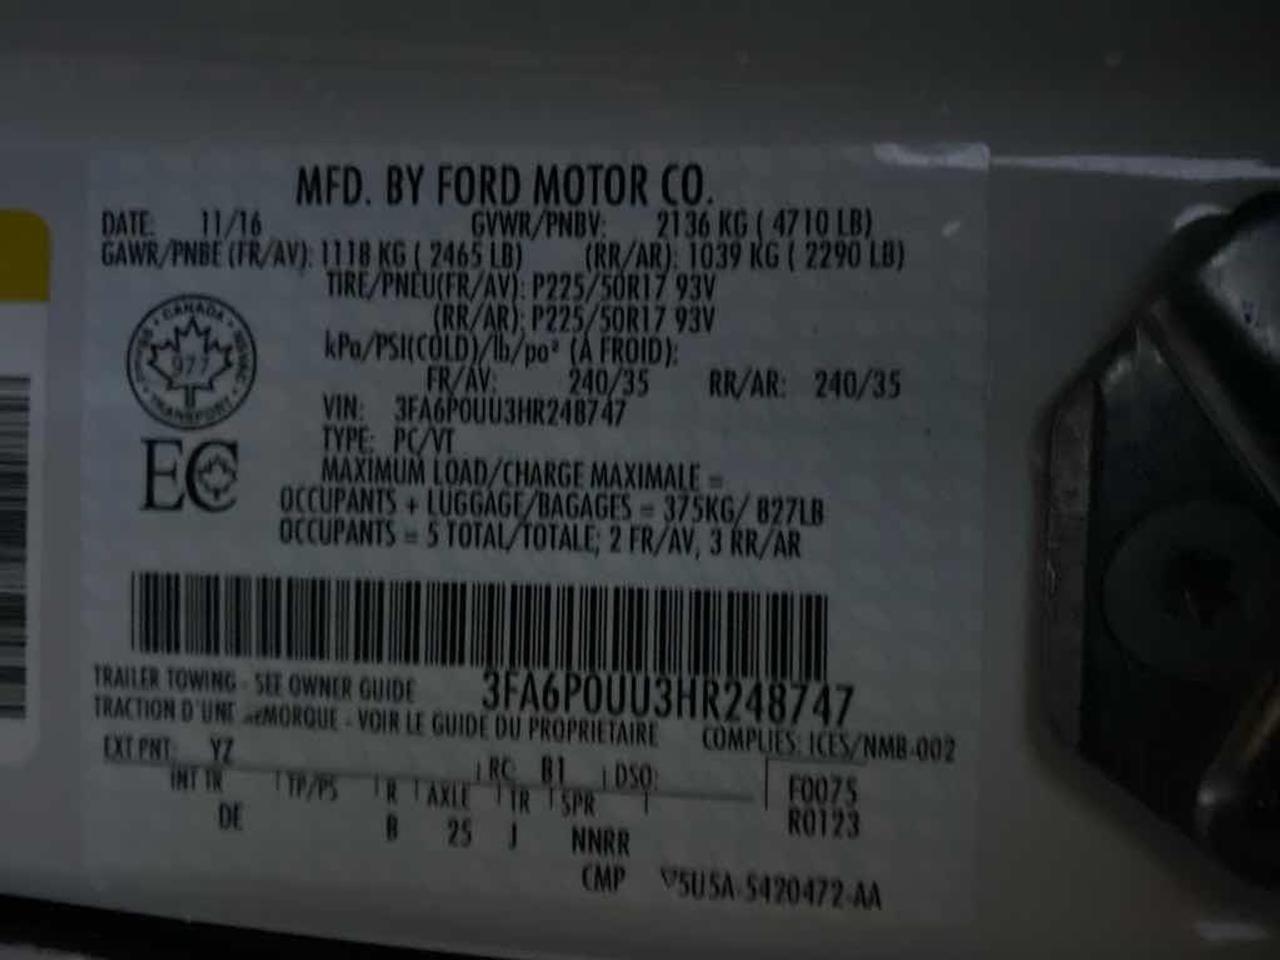 MFD. BY FORD MOTOR CO.
DATE: 11/16 GVWR/PNBV: 2136 KG ( 4710 LB)
GAWR/PNBE (FR/AV): 1118 KG ( 2465 LB) (RR/AR): 1039 KG ( 2290 LB)
TIRE/PNEU(FR/AV): P225/50R17 93V
(RR/AR): P225/50R17 93V
kPa/PSI(COLD)/lb/po² (A FROID):
FR/AV: 240/35 RR/AR: 240/35
CANADA
977
TRANSPORT
VIN: 3FA6P0UU3HR248747
TYPE: PC/VT
EC
MAXIMUM LOAD/CHARGE MAXIMALE =
OCCUPANTS + LUGGAGE/BAGAGES = 375KG/ 827LB
OCCUPANTS = 5 TOTAL/TOTALE; 2 FR/AV, 3 RR/AR
TRAILER TOWING - SEE OWNER GUIDE 3FA6P0UU3HR248747
TRACTION D'UNE REMORQUE - VOIR LE GUIDE DU PROPRIETAIRE COMPLIES: ICES/NMB-002
EXT PNT: YZ RC B1 DSO: F0075
INT TR TP/PS R AXLE TR SPR R0123
DE B 25 J NNRR
CMP 5U5A-5420472-AA